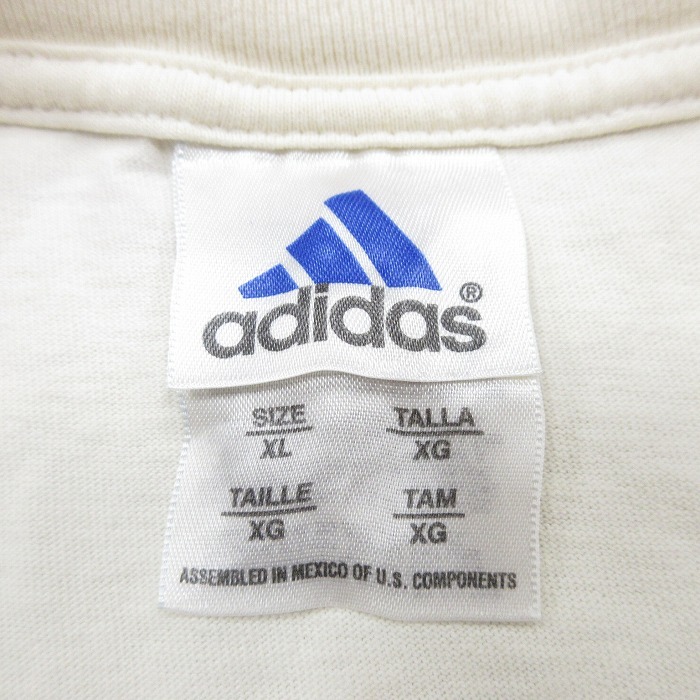 adidas®
SIZE TALLA
XL XG
TAILLE TAM
XG XG
ASSEMBLED IN MEXICO OF U.S. COMPONENTS